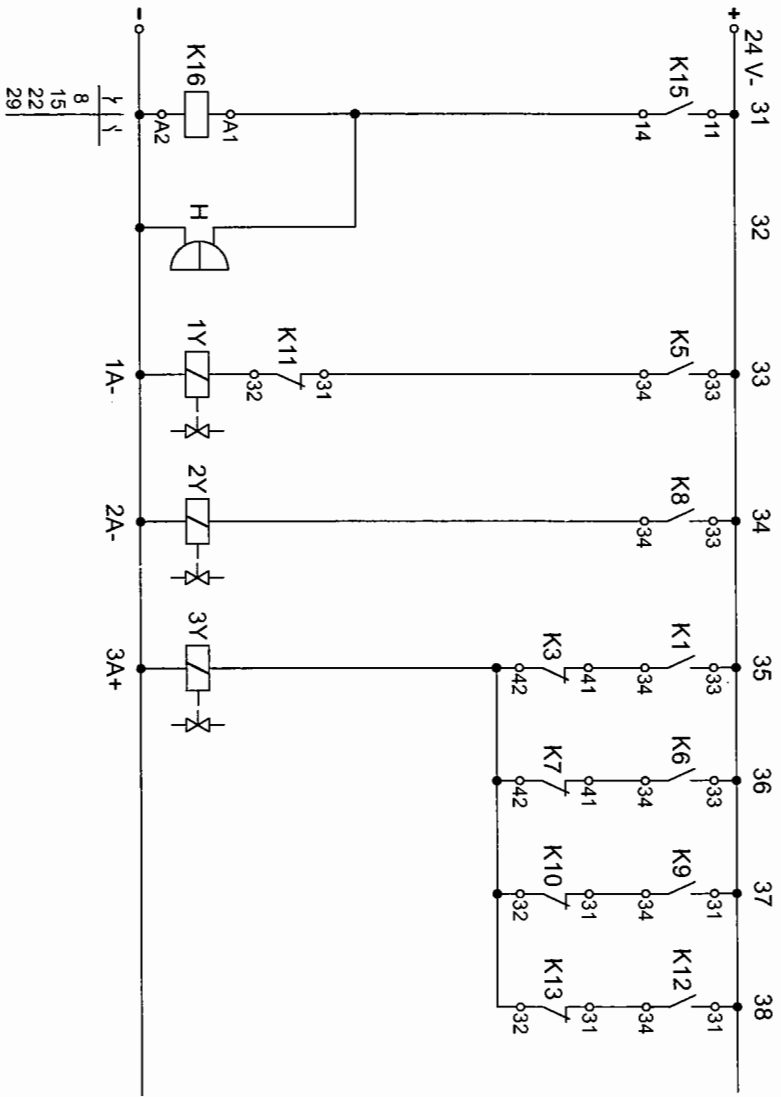 24 V- 31 32 33 34 35 36 37 38
+
11 33 33 33 33 31 31
K15 K5 K8 K1 K6 K9 K12
14 34 34 34 34 34 34
41 41 31 31
K3 K7 K10 K13
42 42 32 32
31
K11
32
A1
K16 H 1Y 2Y 3Y
A2
-
1A- 2A- 3A+
8
15
22
29